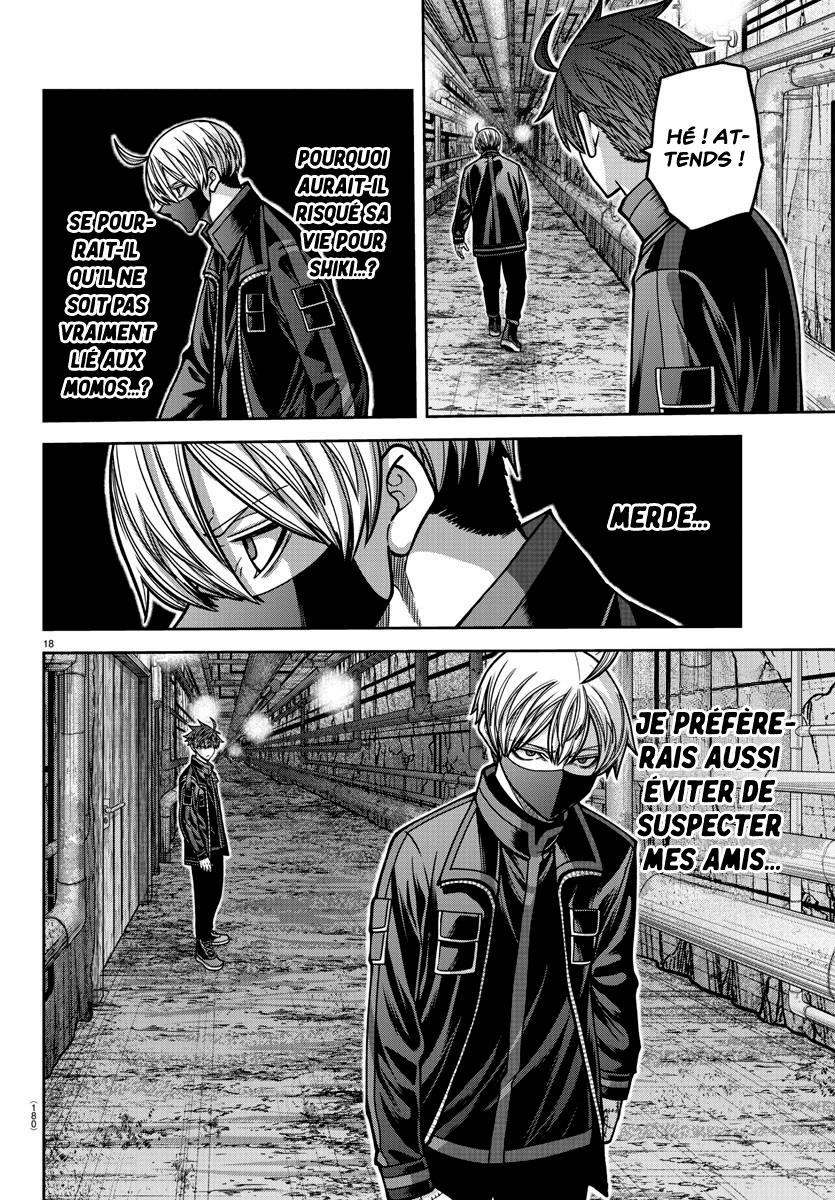 HÉ ! AT-
TENDS !
POURQUOI
AURAIT-IL
RISQUÉ SA
VIE POUR
SHIKI...?
SE POUR-
RAIT-IL
QU'IL NE
SOIT PAS
VRAIMENT
LIÉ AUX
MOMOS...?
MERDE...
18
JE PRÉFÈRE-
RAIS AUSSI
ÉVITER DE
SUSPECTER
MES AMIS...
(180)